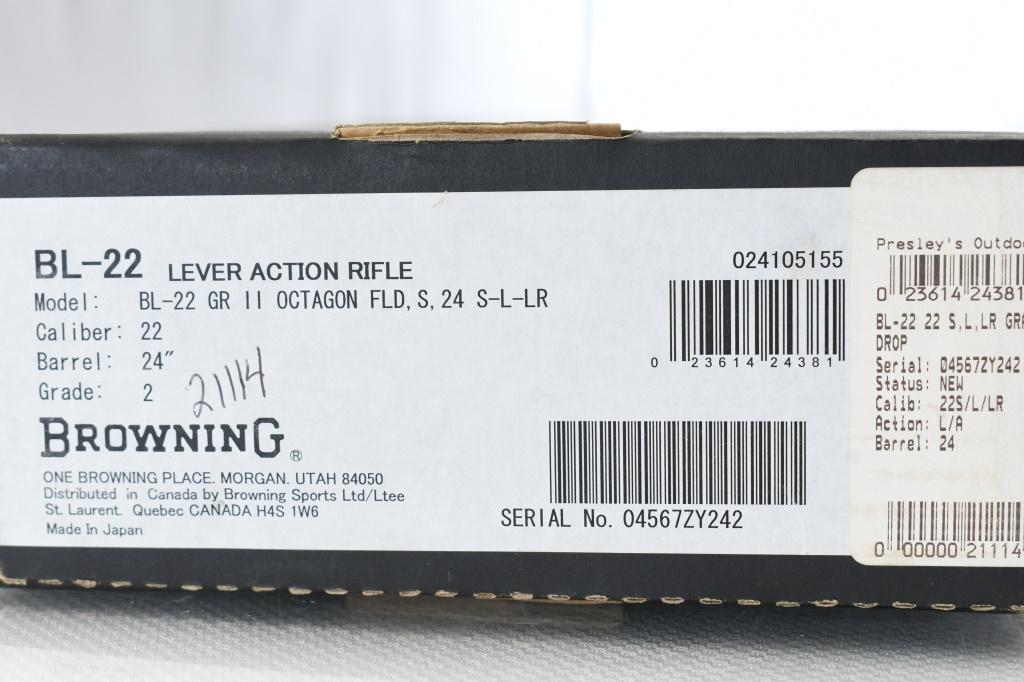 BL-22 LEVER ACTION RIFLE
Model: BL-22 GR II OCTAGON FLD, S, 24 S-L-LR
Caliber: 22
Barrel: 24"
Grade: 2
21114
BROWNING®
ONE BROWNING PLACE. MORGAN. UTAH 84050
Distributed in Canada by Browning Sports Ltd/Ltee
St. Laurent. Quebec CANADA H4S 1W6
Made In Japan
024105155
0 23614 24381
SERIAL No. 04567ZY242
Presley's Outdo
0 23614 24381
BL-22 22 S,L,LR GRA
DROP
Serial: 04567ZY242
Status: NEW
Calib: 22S/L/LR
Action: L/A
Barrel: 24
0 00000 21114